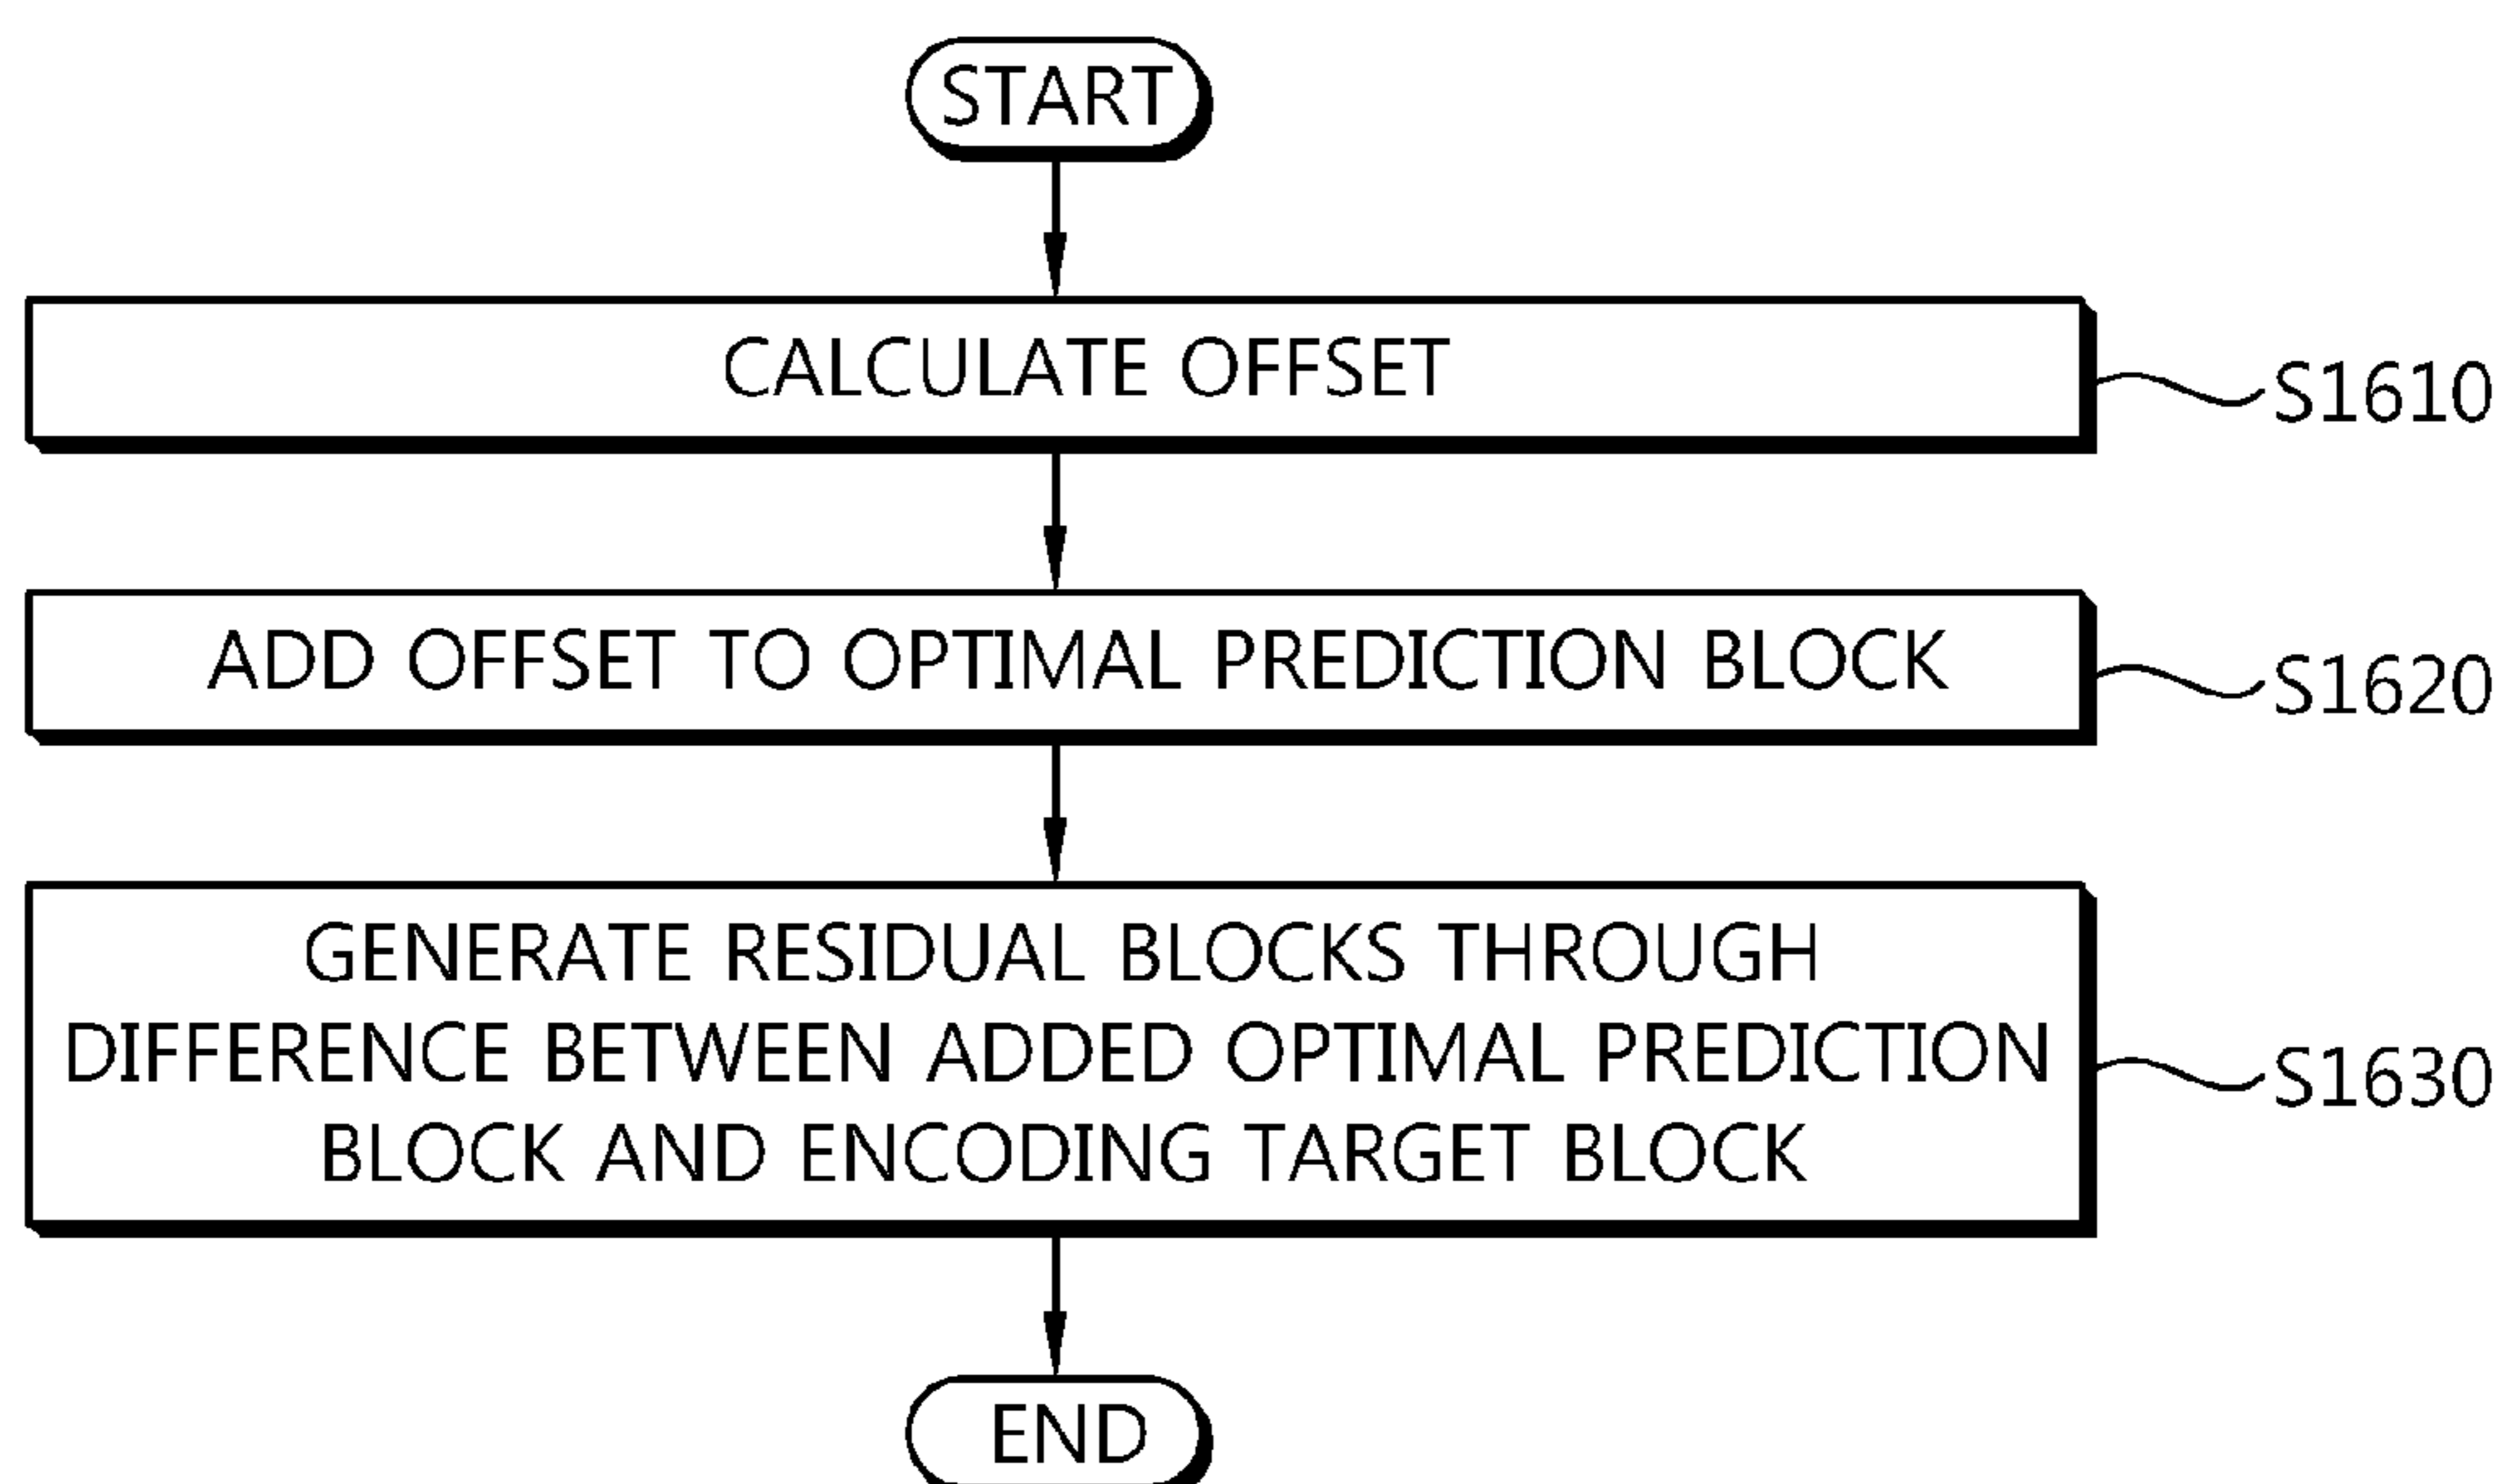 START
CALCULATE OFFSET
S1610
ADD OFFSET TO OPTIMAL PREDICTION BLOCK
S1620
GENERATE RESIDUAL BLOCKS THROUGH
DIFFERENCE BETWEEN ADDED OPTIMAL PREDICTION
BLOCK AND ENCODING TARGET BLOCK
S1630
END